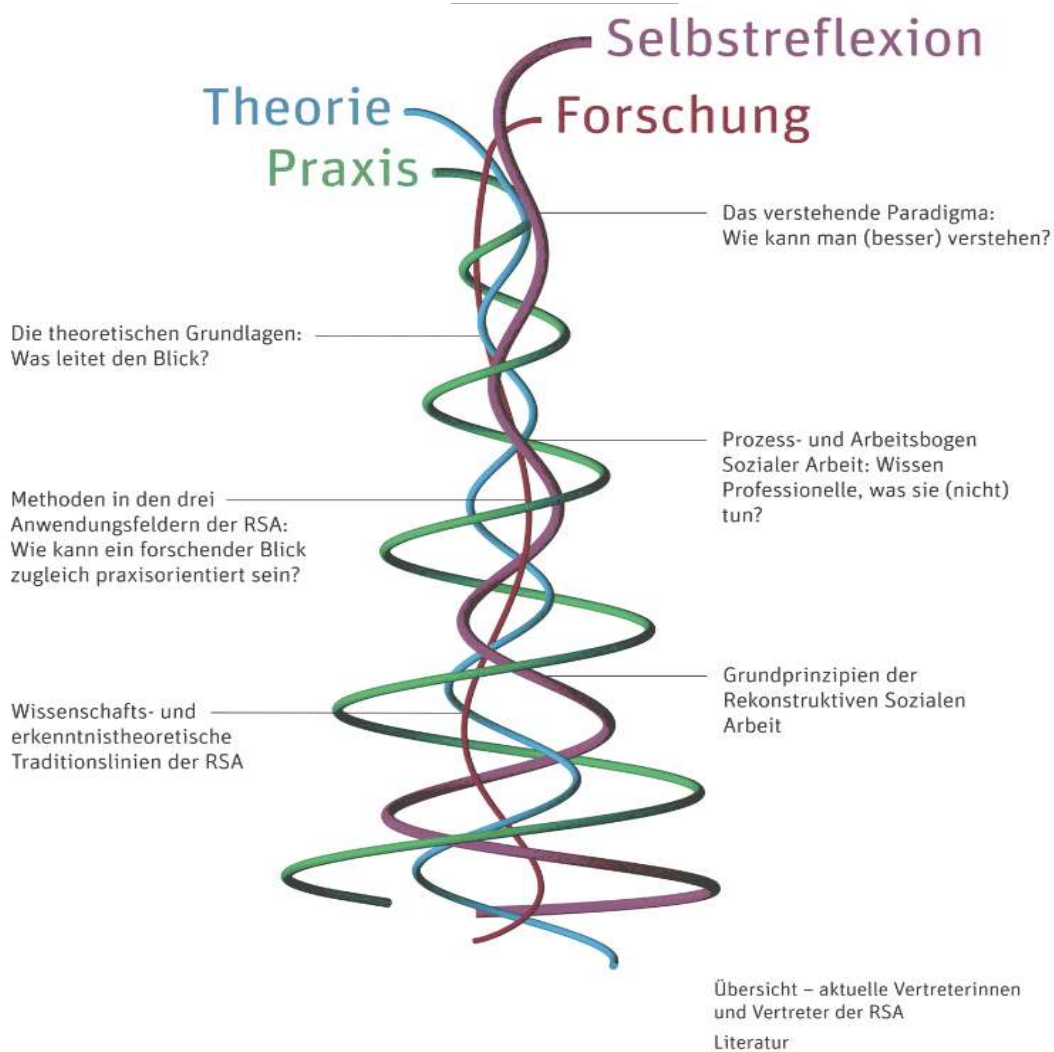 Selbstreflexion
Theorie
Forschung
Praxis
Das verstehende Paradigma:
Wie kann man (besser) verstehen?
Die theoretischen Grundlagen:
Was leitet den Blick?
Prozess- und Arbeitsbogen
Sozialer Arbeit: Wissen
Professionelle, was sie (nicht)
tun?
Methoden in den drei
Anwendungsfeldern der RSA:
Wie kann ein forschender Blick
zugleich praxisorientiert sein?
Grundprinzipien der
Rekonstruktiven Sozialen
Arbeit
Wissenschafts- und
erkenntnistheoretische
Traditionslinien der RSA
Übersicht – aktuelle Vertreterinnen
und Vertreter der RSA
Literatur